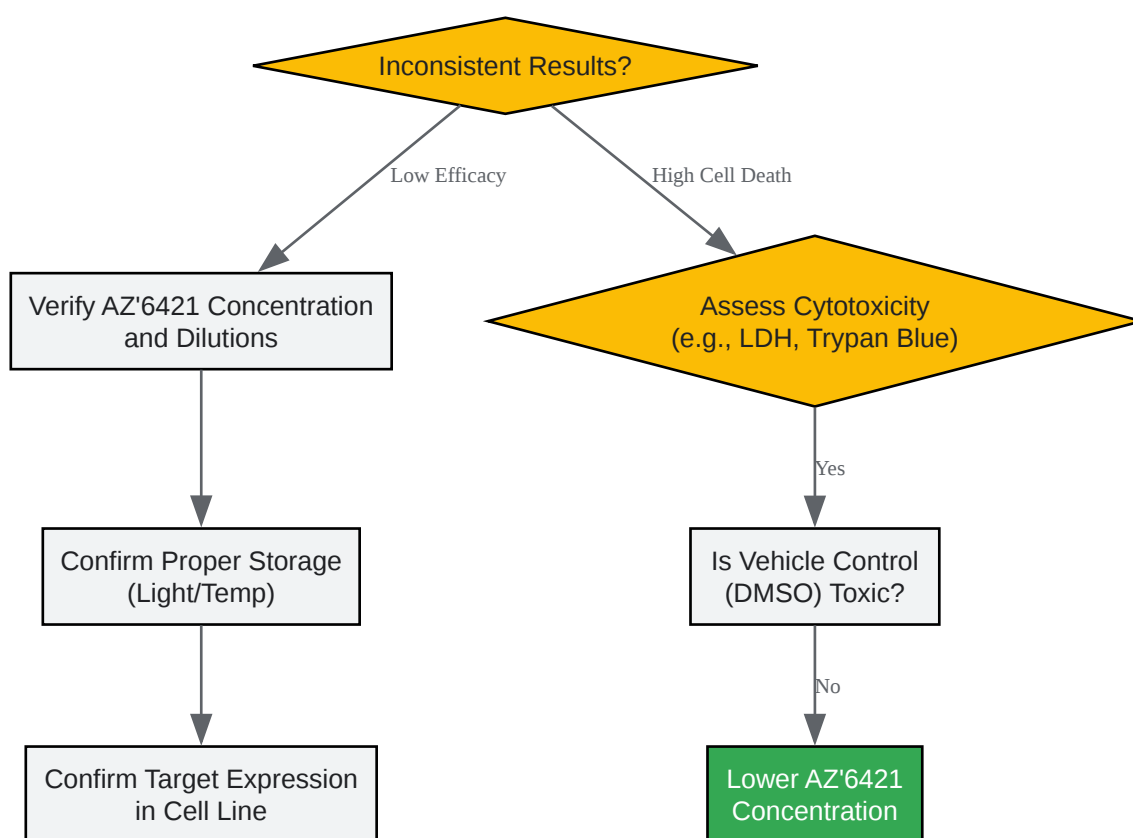 Inconsistent Results?
Low Efficacy
High Cell Death
Verify AZ'6421 Concentration
and Dilutions
Assess Cytotoxicity
(e.g., LDH, Trypan Blue)
Yes
Confirm Proper Storage
(Light/Temp)
Is Vehicle Control
(DMSO) Toxic?
No
Confirm Target Expression
in Cell Line
Lower AZ'6421
Concentration